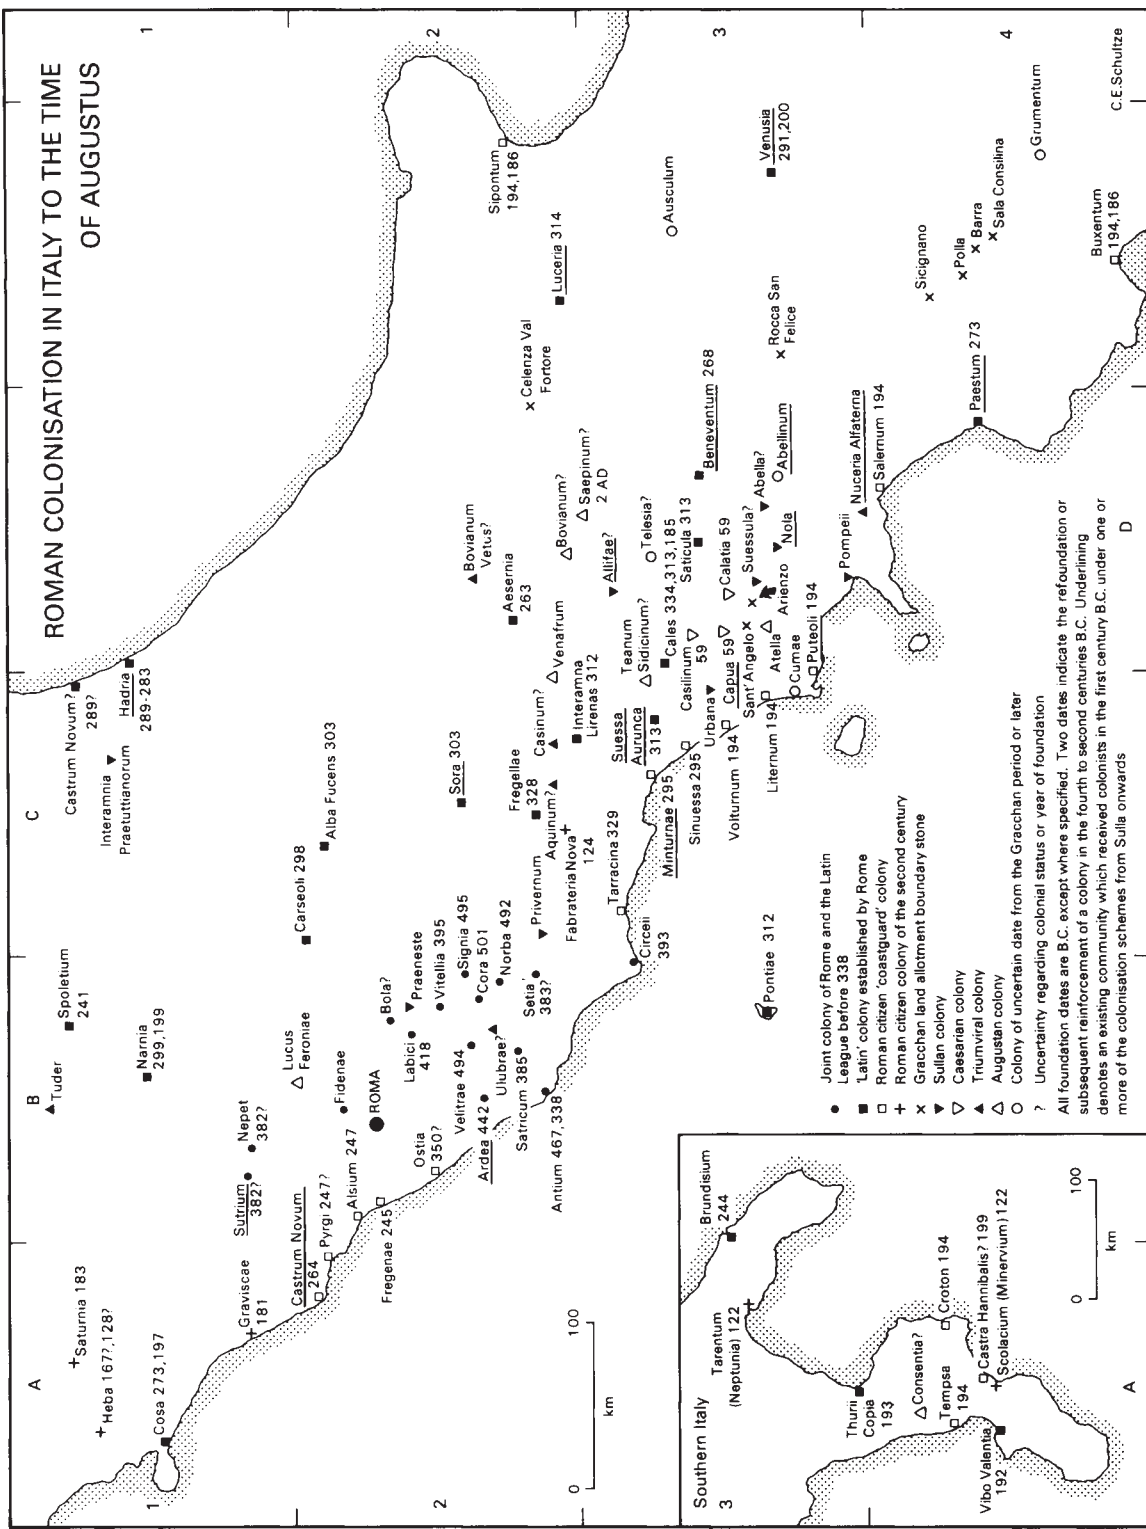 ROMAN COLONISATION IN ITALY TO THE TIME
OF AUGUSTUS
A
B
C
D
1
2
3
4
1
2
3
A
Saturnia 183
Heba 167?,128?
Cosa 273,197
Graviscae
181
Castrum Novum
264
Pyrgi 247?
Alsium 247
Fregenae 245
Sutrium
382?
Nepet
382?
Tuder
Spoletium
241
Narnia
299,199
Lucus
Feroniae
Fidenae
ROMA
Ostia
350?
Bola?
Labici
418
Praeneste
Vitellia 395
Signia 495
Cora 501
Norba 492
Velitrae 494
Ulubrae?
Ardea 442
Satricum 385
Antium 467,338
Setia
383?
Privernum
Circeii
393
Tarracina 329
Pontiae 312
Castrum Novum?
289?
Interamnia
Praetuttianorum
Hadria
289-283
Carseoli 298
Alba Fucens 303
Sora 303
Fregellae
328
Aquinum?
Fabrateria Nova
124
Casinum?
Interamna
Lirenas 312
Venafrum
Aesernia
263
Bovianum
Vetus?
Bovianum?
Saepinum?
2 AD
Allifae?
Telesia?
Teanum
Sidicinum?
Suessa
Aurunca
313
Minturnae 295
Sinuessa 295
Cales 334,313,185
Saticula 313
Casilinum
59
Urbana
Calatia 59
Capua 59
Volturnum 194
Sant'Angelo
Suessula?
Abella?
Liternum 194
Atella
Arienzo
Nola
Cumae
Puteoli 194
Pompeii
Nuceria Alfaterna
Salernum 194
Abellinum
Beneventum 268
Celenza Val
Fortore
Luceria 314
Sipontum
194,186
Ausculum
Venusia
291,200
Rocca San
Felice
Sicignano
Polla
Barra
Sala Consilina
Grumentum
Paestum 273
Buxentum
194,186
C.E.Schultze
0
100
km
Joint colony of Rome and the Latin
League before 338
'Latin' colony established by Rome
Roman citizen 'coastguard' colony
Roman citizen colony of the second century
Gracchan land allotment boundary stone
Sullan colony
Caesarian colony
Triumviral colony
Augustan colony
Colony of uncertain date from the Gracchan period or later
? Uncertainty regarding colonial status or year of foundation
All foundation dates are B.C. except where specified. Two dates indicate the refoundation or
subsequent reinforcement of a colony in the fourth to second centuries B.C. Underlining
denotes an existing community which received colonists in the first century B.C. under one or
more of the colonisation schemes from Sulla onwards
Southern Italy
Brundisium
244
Tarentum
(Neptunia) 122
Thurii
Copia
193
Consentia?
Tempsa
194
Croton 194
Castra Hannibalis? 199
Scolacium (Minervium) 122
Vibo Valentia
192
0
100
km